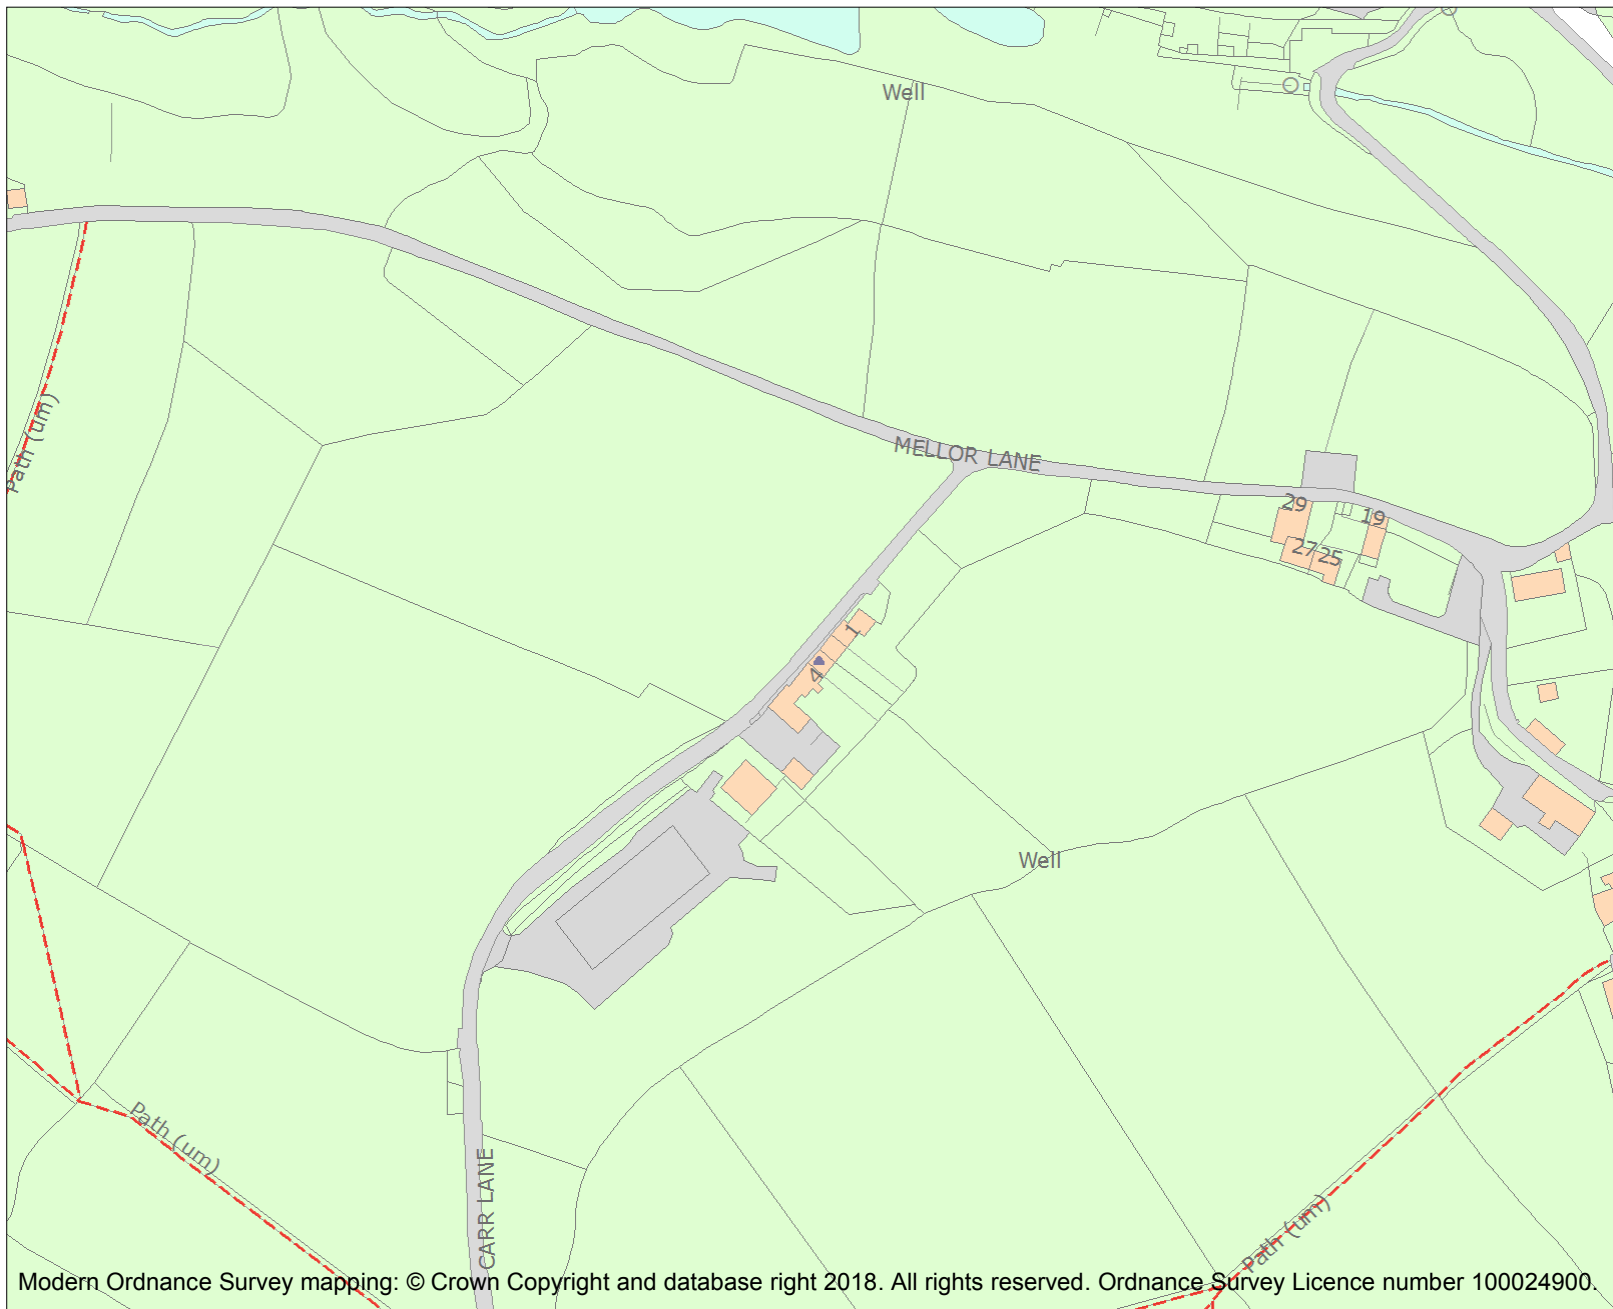 Well
Path (um)
MELLOR LANE
29
19
27
25
1
4
Well
Path (um)
CARR LANE
Path (um)
Modern Ordnance Survey mapping: © Crown Copyright and database right 2018. All rights reserved. Ordnance Survey Licence number 100024900.